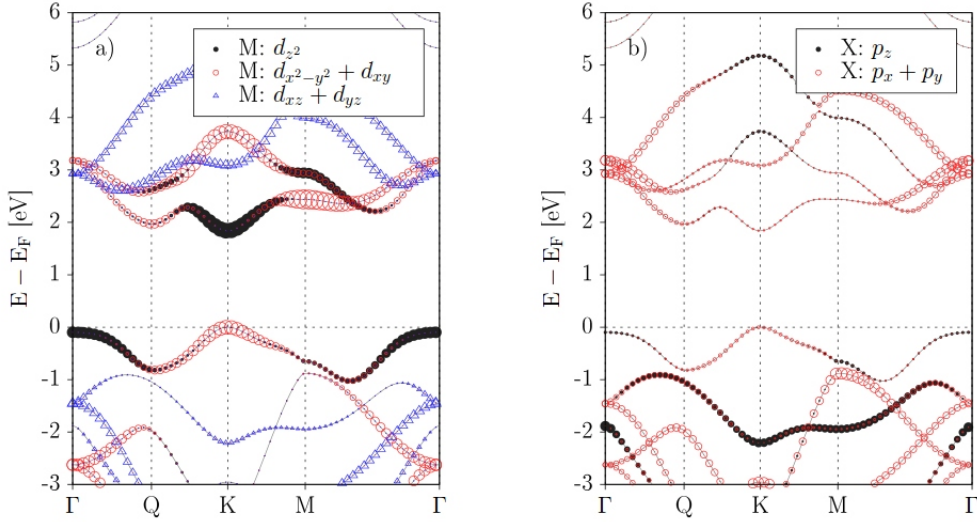 a)
M: d_{z^2}
M: d_{x^2−y^2} + d_{xy}
M: d_{xz} + d_{yz}
E − E_F [eV]
6
5
4
3
2
1
0
-1
-2
-3
Γ Q K M Γ
b)
X: p_z
X: p_x + p_y
E − E_F [eV]
6
5
4
3
2
1
0
-1
-2
-3
Γ Q K M Γ